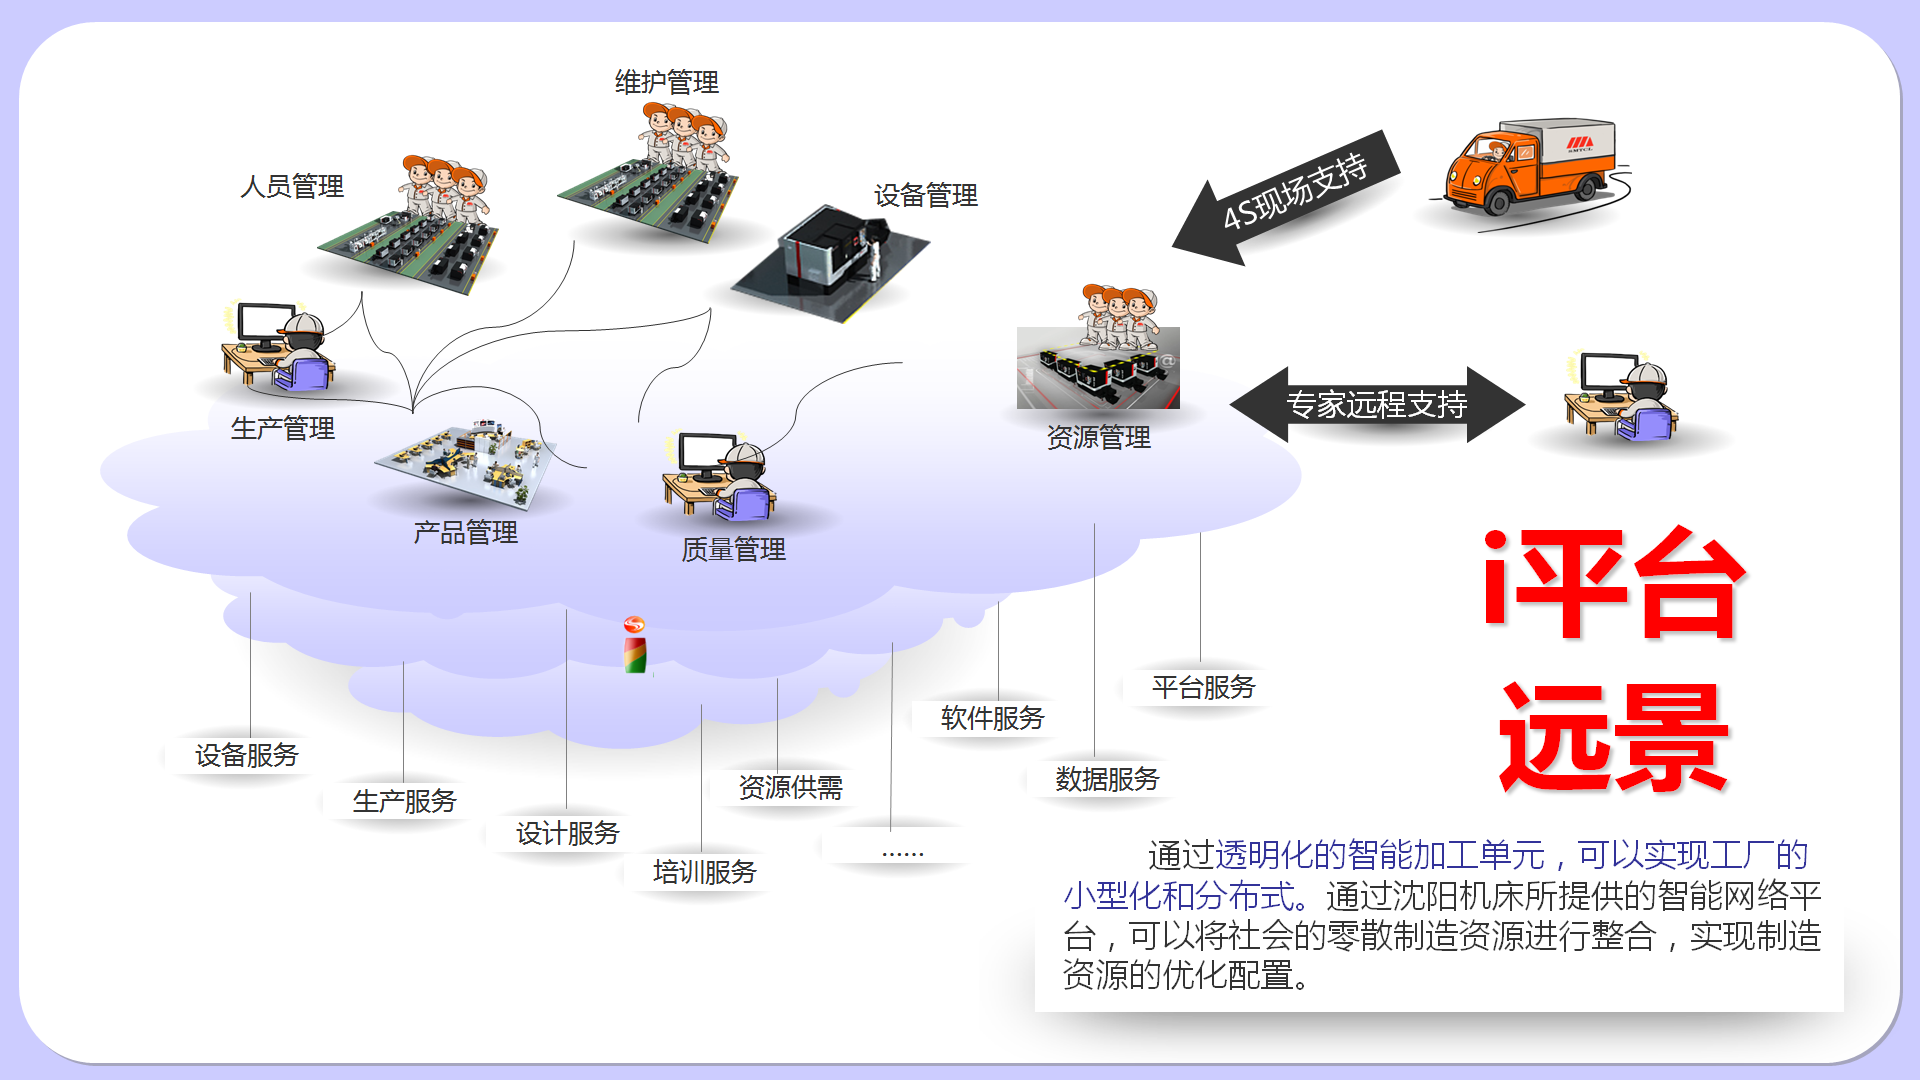 维护管理
人员管理
设备管理
4S现场支持
SMTCL
生产管理
专家远程支持
资源管理
产品管理
质量管理
i平台
远景
平台服务
软件服务
设备服务
数据服务
资源供需
生产服务
设计服务
……
培训服务
通过透明化的智能加工单元，可以实现工厂的
小型化和分布式。通过沈阳机床所提供的智能网络平
台，可以将社会的零散制造资源进行整合，实现制造
资源的优化配置。